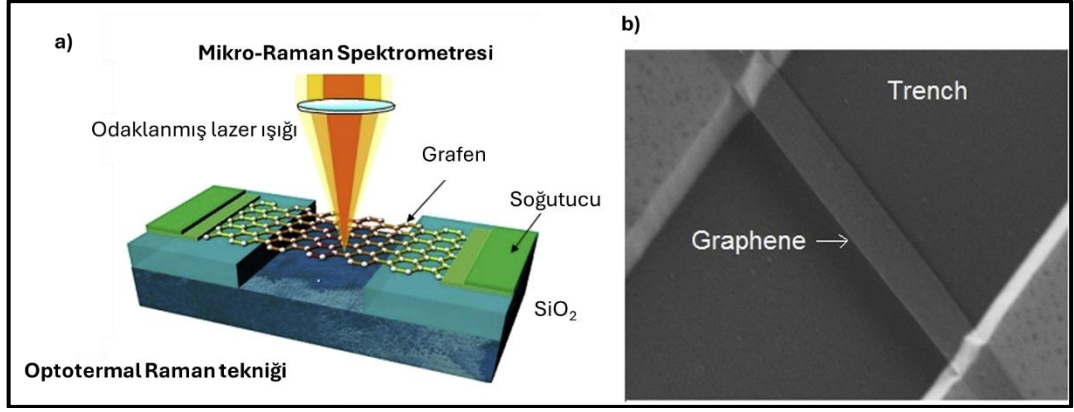 a)
Mikro-Raman Spektrometresi
Odaklanmış lazer ışığı
Grafen
Soğutucu
SiO₂
Optotermal Raman tekniği
b)
Trench
Graphene